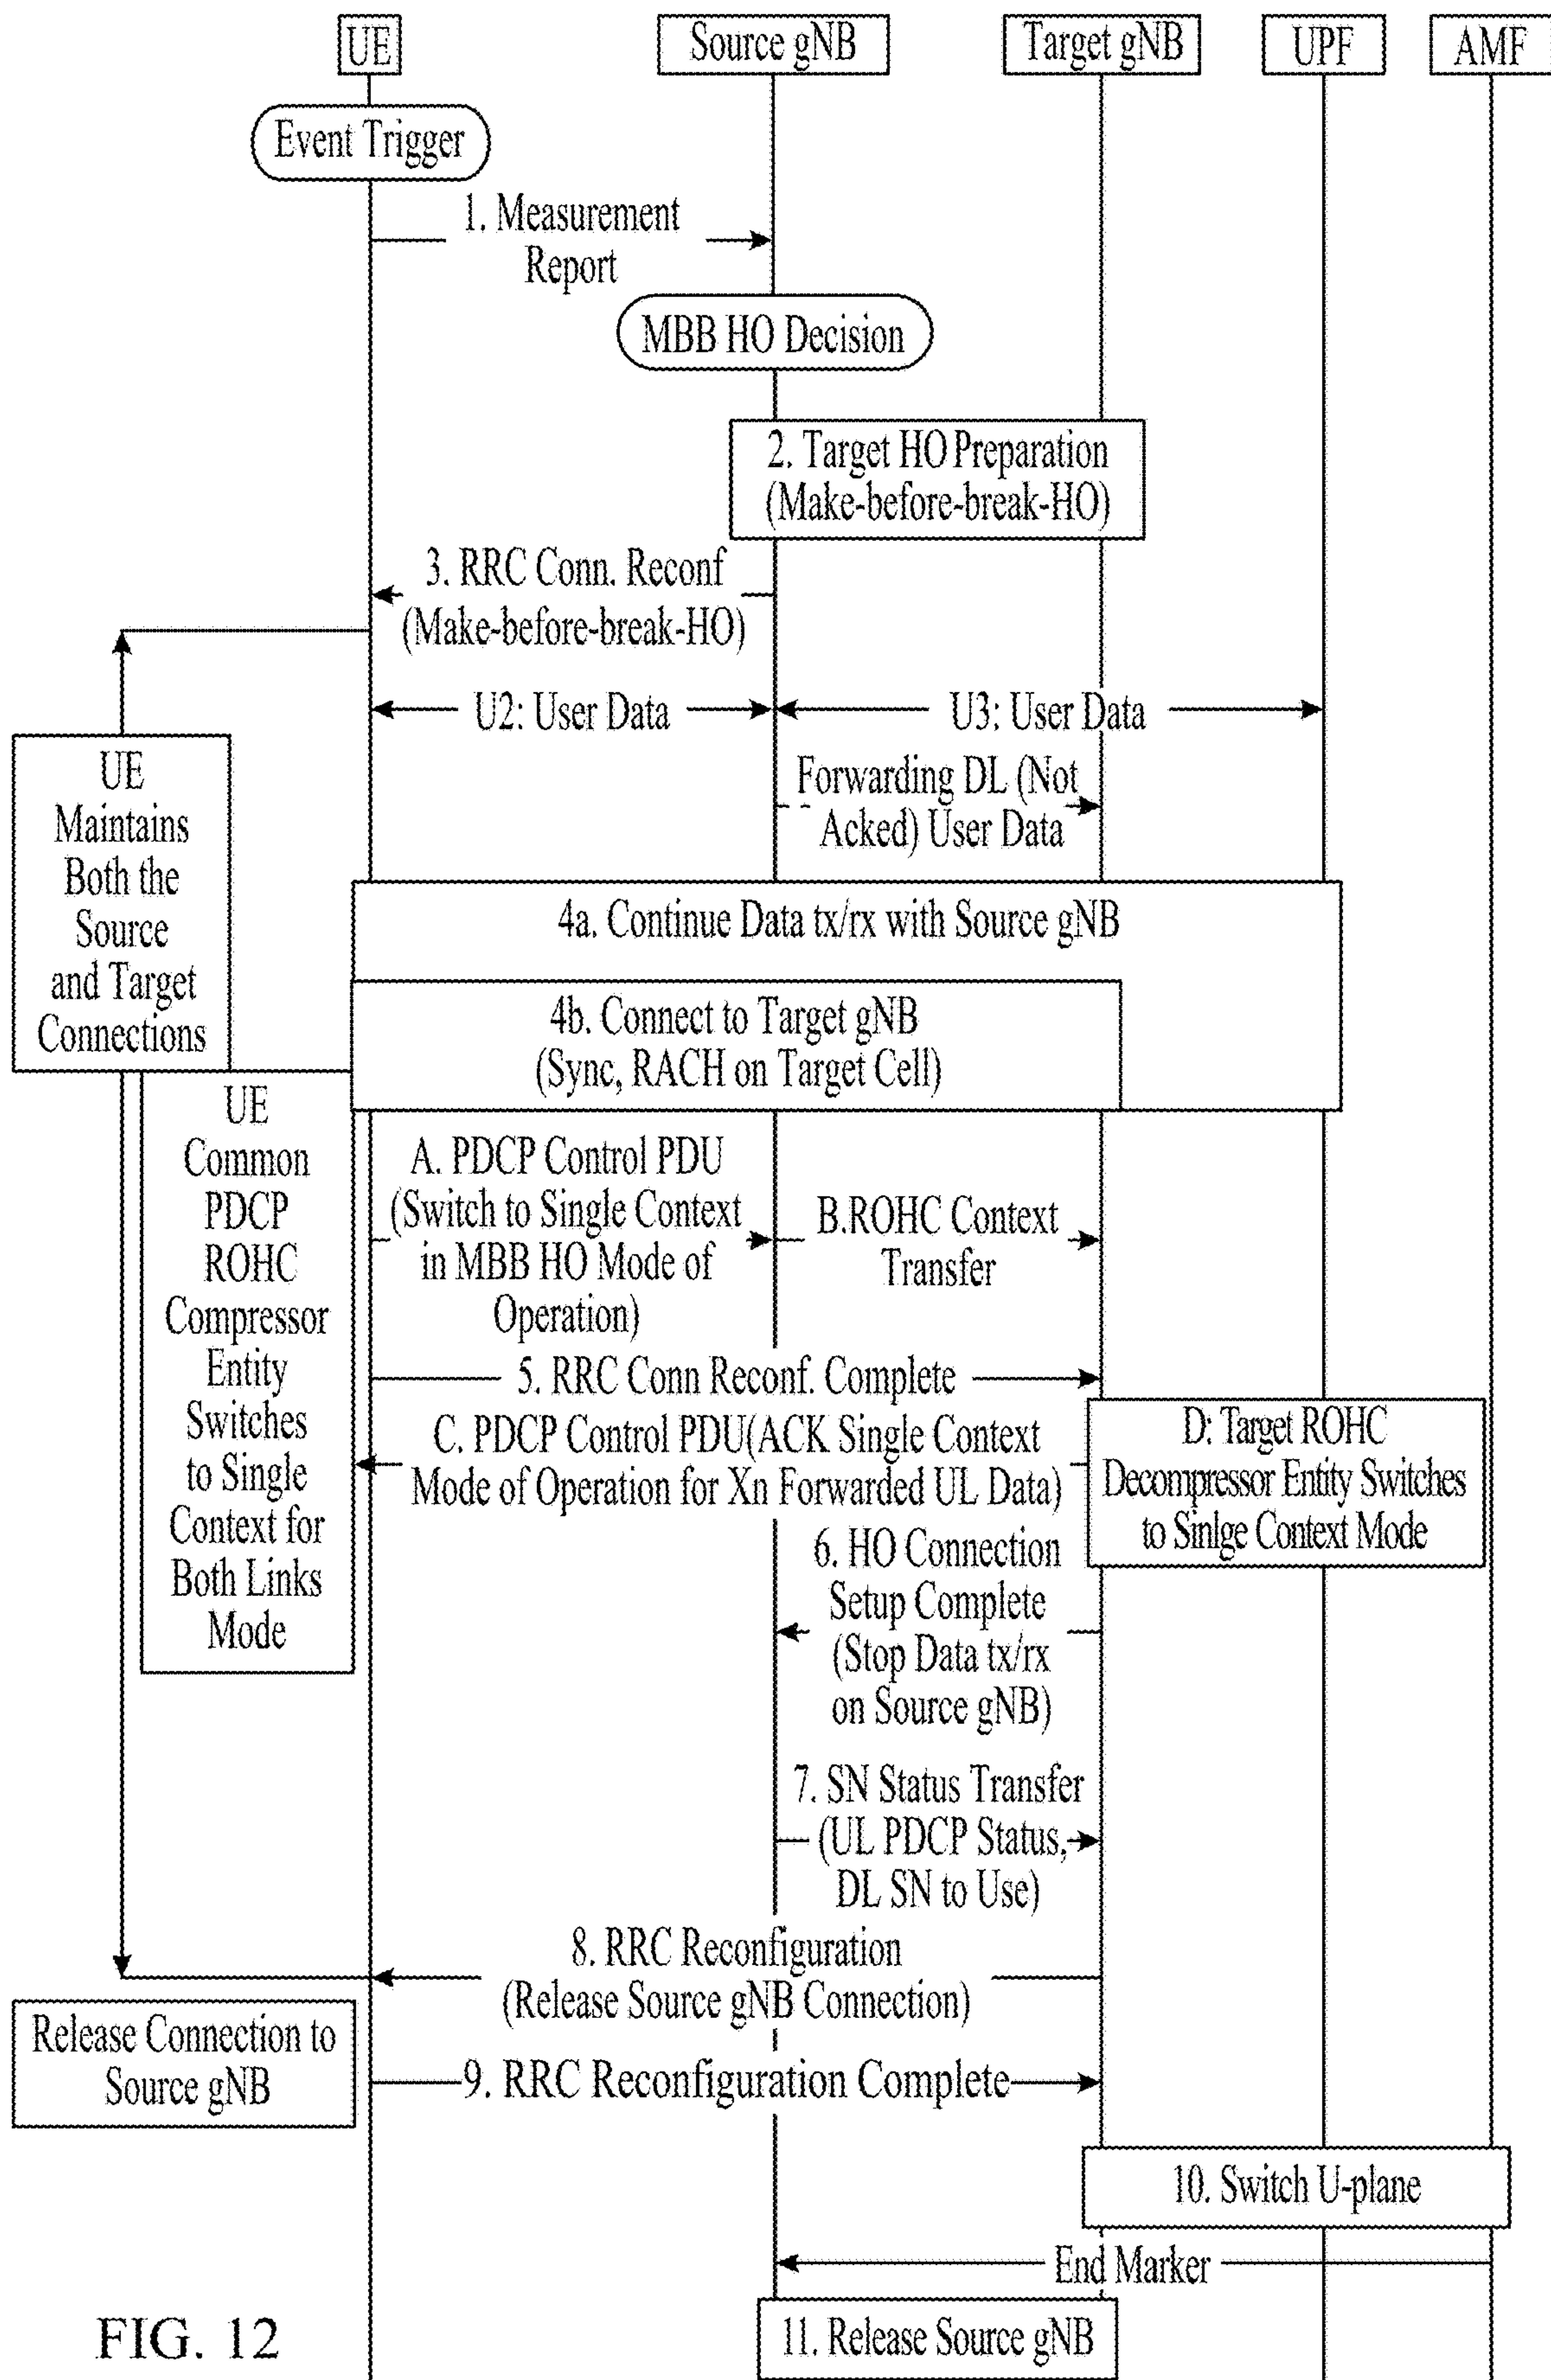 UE
Source gNB
Target gNB
UPF
AMF
Event Trigger
1. Measurement
Report
MBB HO Decision
2. Target HO Preparation
(Make-before-break-HO)
3. RRC Conn. Reconf
(Make-before-break-HO)
U2: User Data
U3: User Data
Forwarding DL (Not
Acked) User Data
UE
Maintains
Both the
Source
and Target
Connections
4a. Continue Data tx/rx with Source gNB
4b. Connect to Target gNB
(Sync, RACH on Target Cell)
UE
Common
PDCP
ROHC
Compressor
Entity
Switches
to Single
Context for
Both Links
Mode
A. PDCP Control PDU
(Switch to Single Context
in MBB HO Mode of
Operation)
B.ROHC Context
Transfer
5. RRC Conn Reconf. Complete
C. PDCP Control PDU(ACK Single Context
Mode of Operation for Xn Forwarded UL Data)
D: Target ROHC
Decompressor Entity Switches
to Sinlge Context Mode
6. HO Connection
Setup Complete
(Stop Data tx/rx
on Source gNB)
7. SN Status Transfer
(UL PDCP Status,
DL SN to Use)
8. RRC Reconfiguration
(Release Source gNB Connection)
Release Connection to
Source gNB
9. RRC Reconfiguration Complete
10. Switch U-plane
End Marker
11. Release Source gNB
FIG. 12